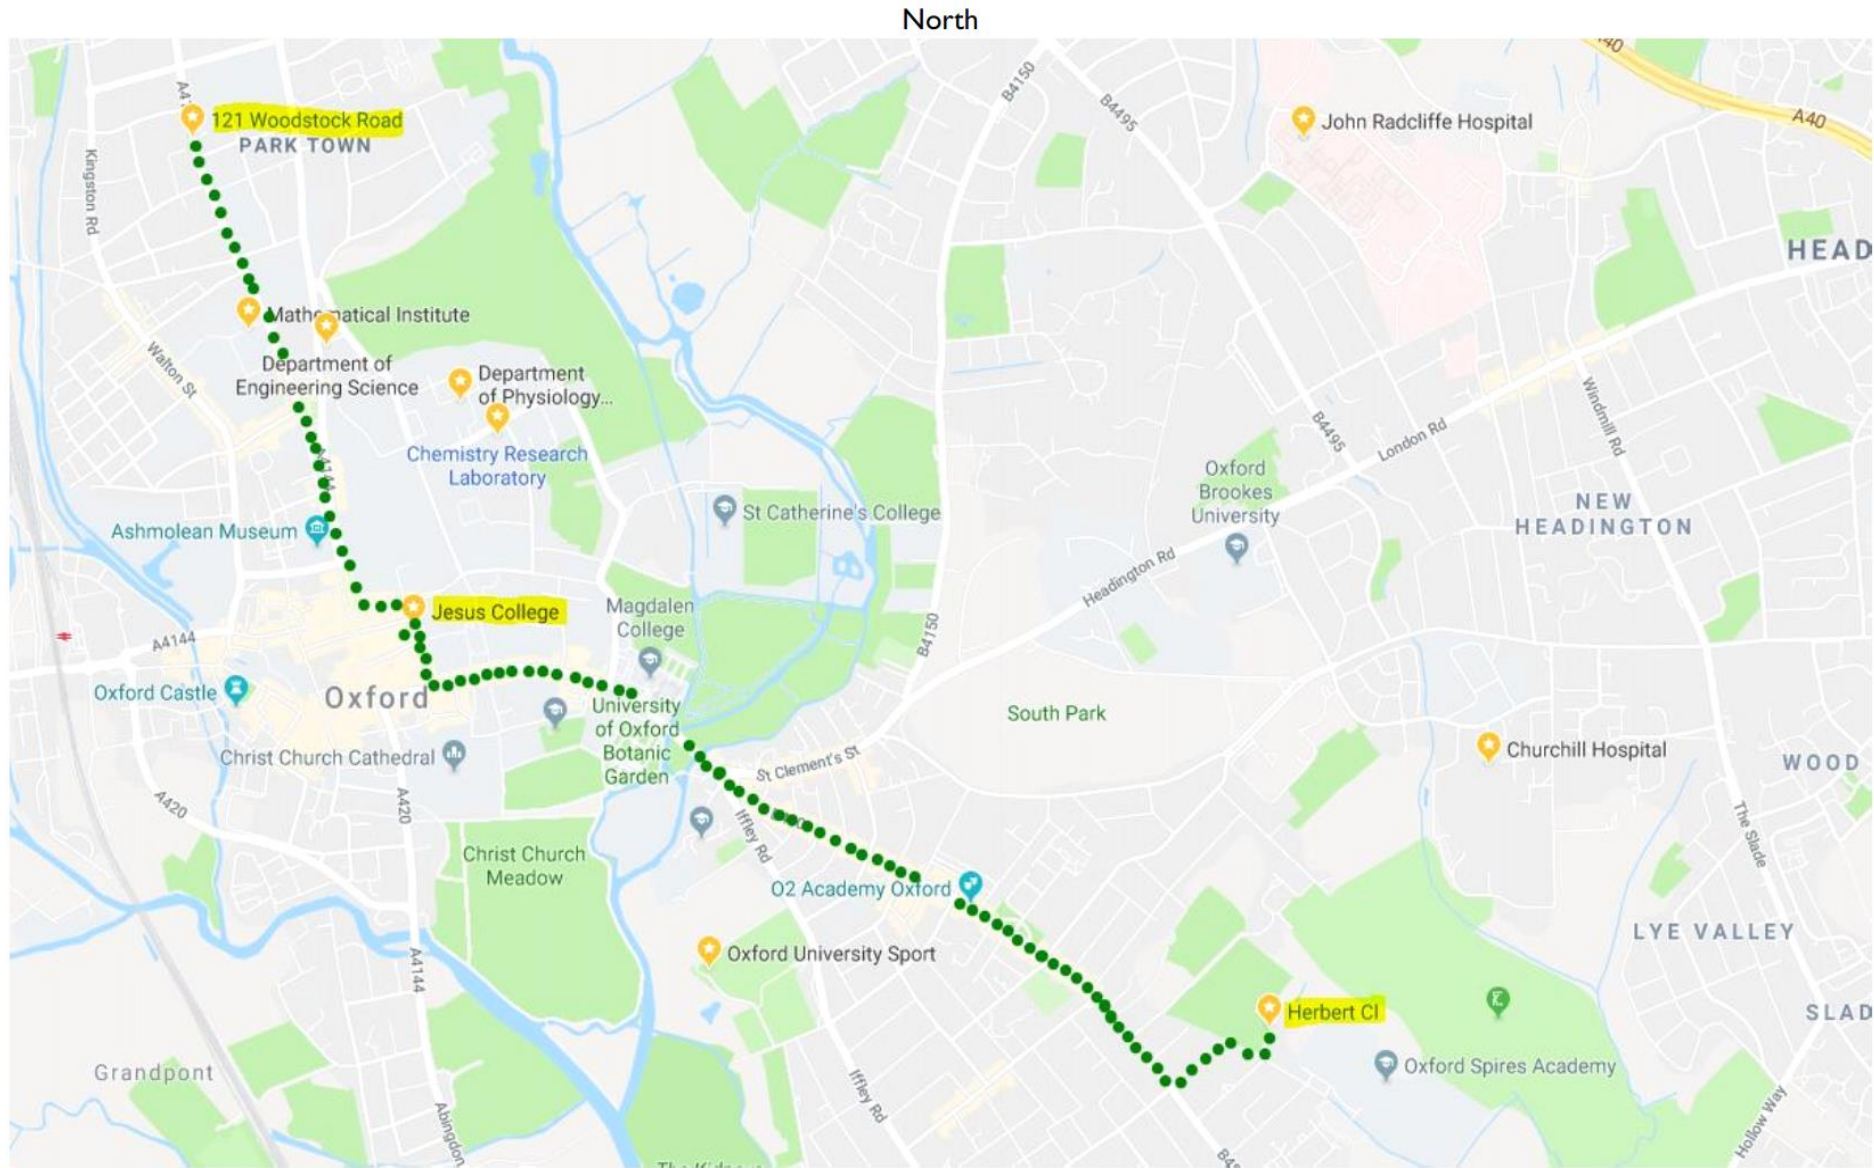 North
A40
A40
A4
121 Woodstock Road
PARK TOWN
Kingston Rd
B4150
B4495
John Radcliffe Hospital
HEAD
Mathematical Institute
Walton St
Department of
Engineering Science
Department
of Physiology...
Chemistry Research
Laboratory
B4495
London Rd
Windmill Rd
Oxford
Brookes
University
NEW
HEADINGTON
A4144
Ashmolean Museum
St Catherine's College
Headington Rd
Jesus College
Magdalen
College
B4150
A4144
Oxford Castle
Oxford
University
of Oxford
Botanic
Garden
South Park
Christ Church Cathedral
St Clement's St
Churchill Hospital
WOOD
A420
A420
Iffley Rd
The Slade
Christ Church
Meadow
O2 Academy Oxford
LYE VALLEY
A4144
Oxford University Sport
Herbert Cl
SLAD
Grandpont
Oxford Spires Academy
Iffley Rd
Abingdon
Hollow Way